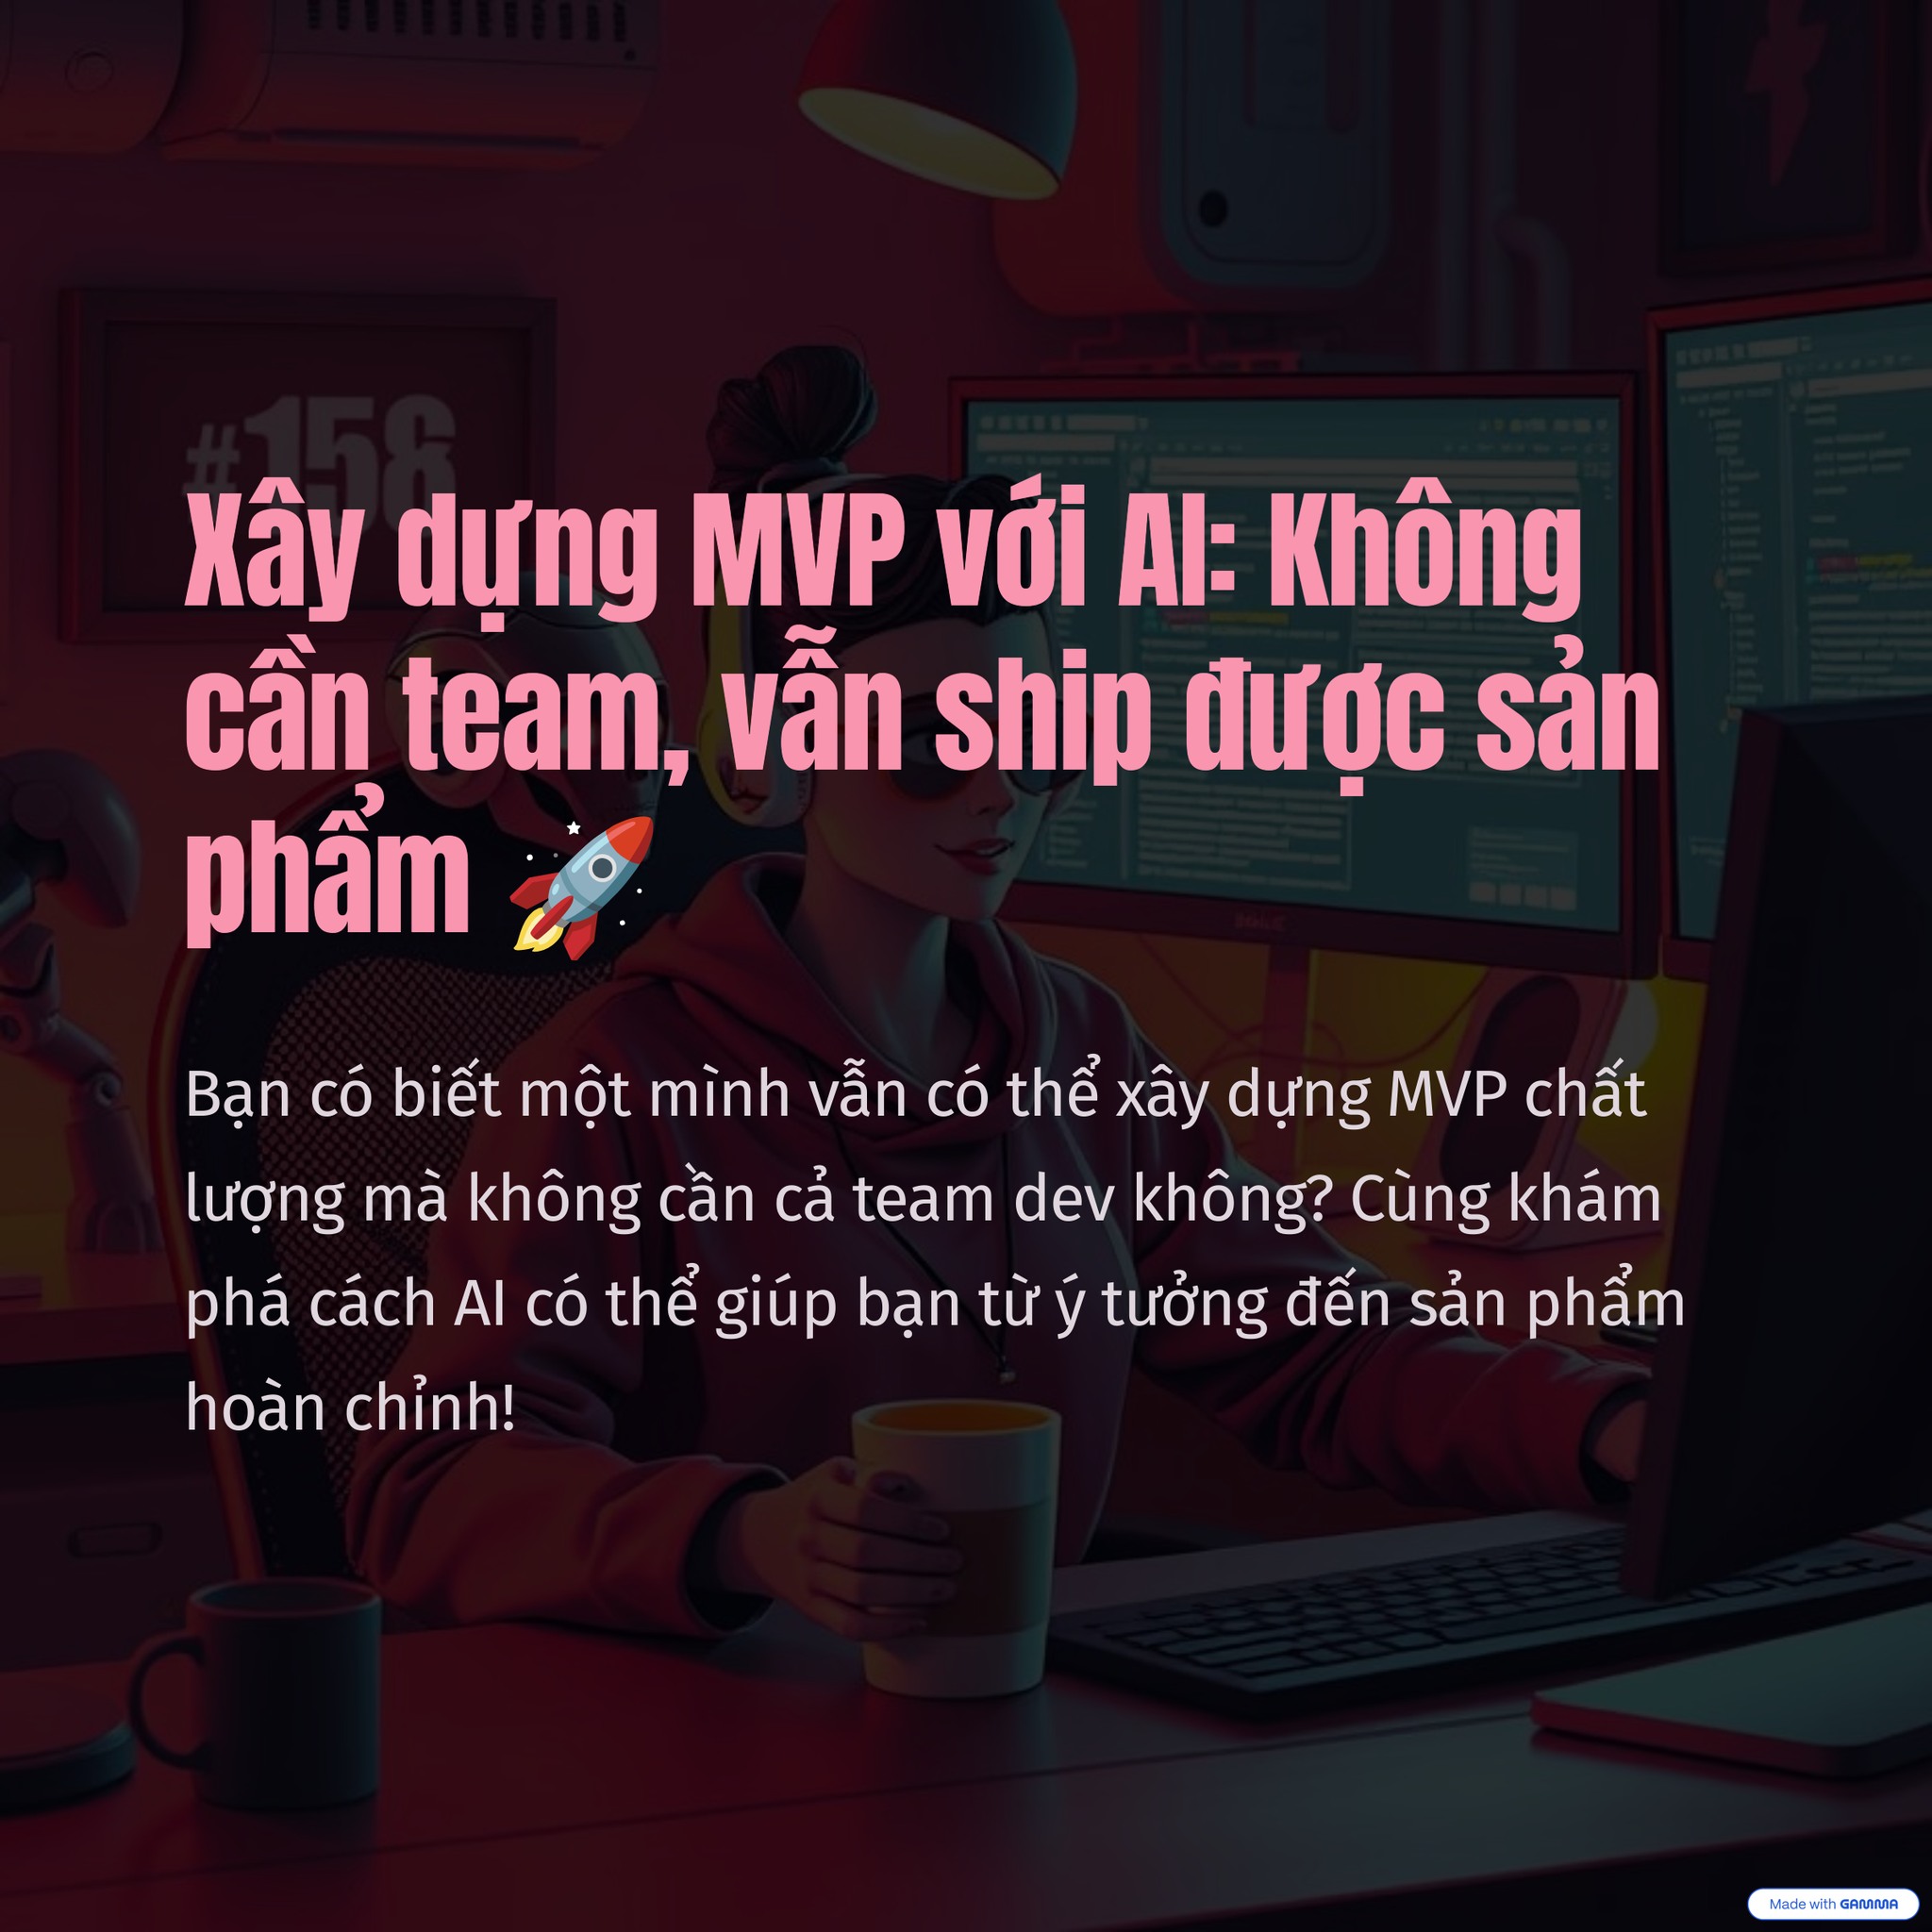 #158
Xây dựng MVP với AI: Không
cần team, vẫn ship được sản
phẩm 🚀
Bạn có biết một mình vẫn có thể xây dựng MVP chất
lượng mà không cần cả team dev không? Cùng khám
phá cách AI có thể giúp bạn từ ý tưởng đến sản phẩm
hoàn chỉnh!
Made with GAMMA